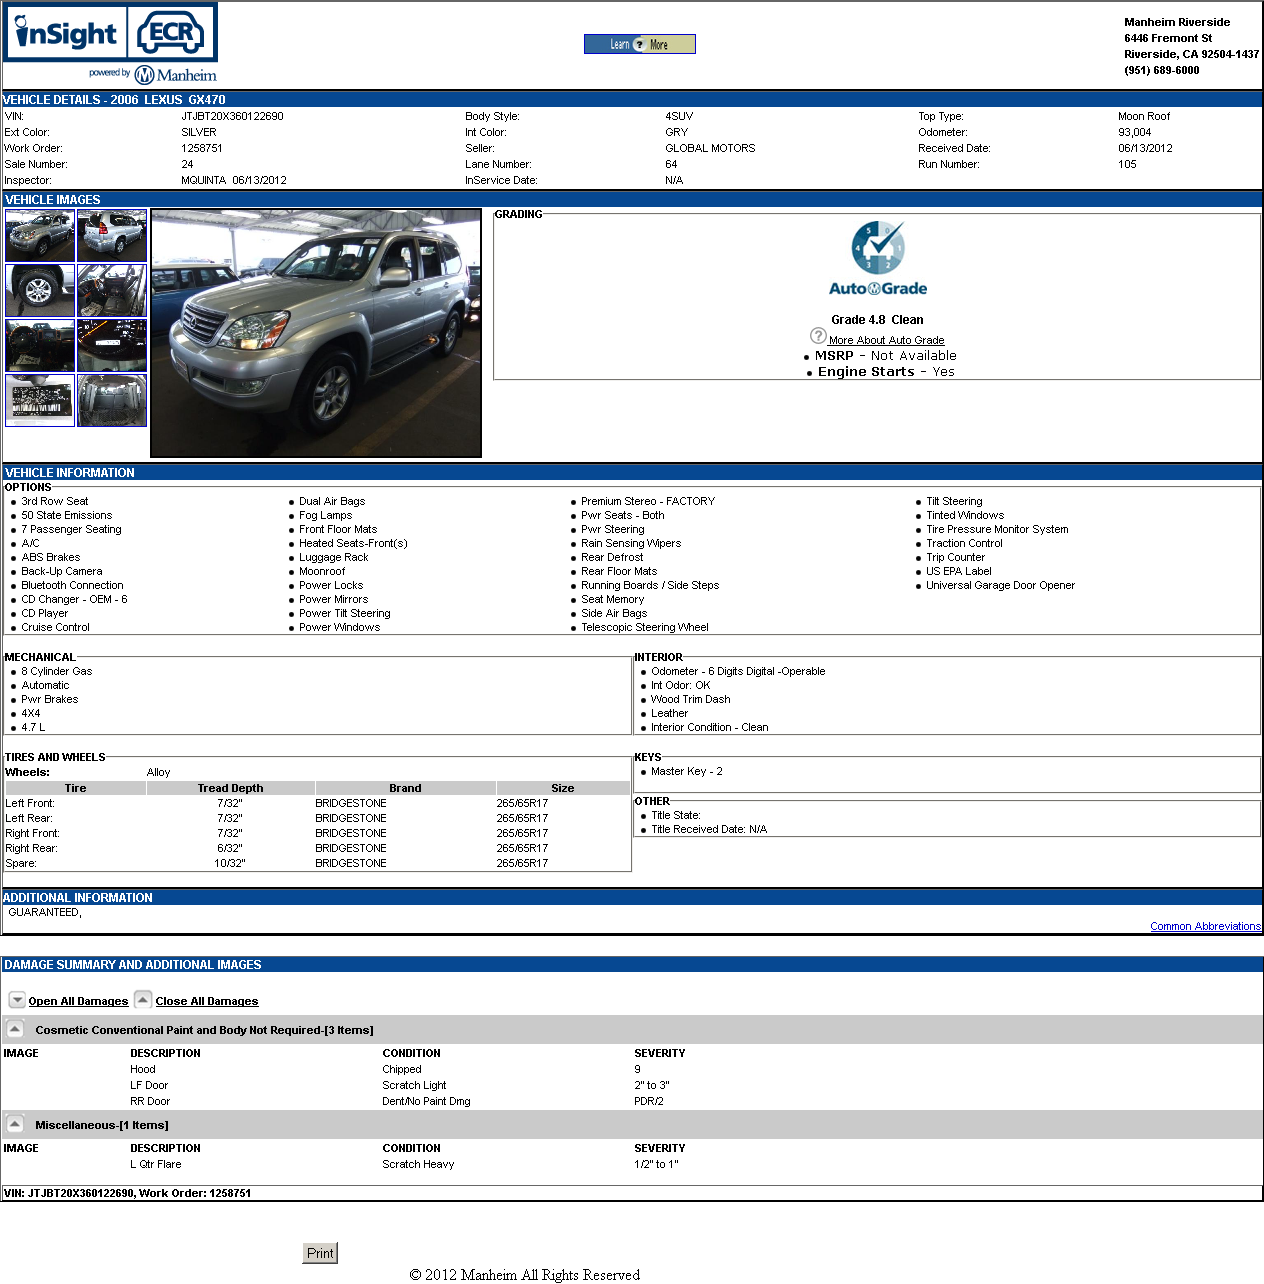 inSight ECR
powered by Manheim
Learn ? More
Manheim Riverside
6446 Fremont St
Riverside, CA 92504-1437
(951) 689-6000
VEHICLE DETAILS - 2006 LEXUS GX470
VIN: JTJBT20X360122690 Body Style: 4SUV Top Type: Moon Roof
Ext Color: SILVER Int Color: GRY Odometer: 93,004
Work Order: 1258751 Seller: GLOBAL MOTORS Received Date: 06/13/2012
Sale Number: 24 Lane Number: 64 Run Number: 105
Inspector: MQUINTA 06/13/2012 InService Date: N/A
VEHICLE IMAGES
GRADING
5
4
3 2
AutoGrade
Grade 4.8 Clean
? More About Auto Grade
• MSRP - Not Available
• Engine Starts - Yes
VEHICLE INFORMATION
OPTIONS
• 3rd Row Seat • Dual Air Bags • Premium Stereo - FACTORY • Tilt Steering
• 50 State Emissions • Fog Lamps • Pwr Seats - Both • Tinted Windows
• 7 Passenger Seating • Front Floor Mats • Pwr Steering • Tire Pressure Monitor System
• A/C • Heated Seats-Front(s) • Rain Sensing Wipers • Traction Control
• ABS Brakes • Luggage Rack • Rear Defrost • Trip Counter
• Back-Up Camera • Moonroof • Rear Floor Mats • US EPA Label
• Bluetooth Connection • Power Locks • Running Boards / Side Steps • Universal Garage Door Opener
• CD Changer - OEM - 6 • Power Mirrors • Seat Memory
• CD Player • Power Tilt Steering • Side Air Bags
• Cruise Control • Power Windows • Telescopic Steering Wheel
MECHANICAL
• 8 Cylinder Gas
• Automatic
• Pwr Brakes
• 4X4
• 4.7 L
INTERIOR
• Odometer - 6 Digits Digital -Operable
• Int Odor: OK
• Wood Trim Dash
• Leather
• Interior Condition - Clean
TIRES AND WHEELS
Wheels: Alloy
Tire Tread Depth Brand Size
Left Front: 7/32" BRIDGESTONE 265/65R17
Left Rear: 7/32" BRIDGESTONE 265/65R17
Right Front: 7/32" BRIDGESTONE 265/65R17
Right Rear: 6/32" BRIDGESTONE 265/65R17
Spare: 10/32" BRIDGESTONE 265/65R17
KEYS
• Master Key - 2
OTHER
• Title State:
• Title Received Date: N/A
ADDITIONAL INFORMATION
GUARANTEED,
Common Abbreviations
DAMAGE SUMMARY AND ADDITIONAL IMAGES
Open All Damages Close All Damages
Cosmetic Conventional Paint and Body Not Required-[3 Items]
IMAGE DESCRIPTION CONDITION SEVERITY
Hood Chipped 9
LF Door Scratch Light 2" to 3"
RR Door Dent/No Paint Dmg PDR/2
Miscellaneous-[1 Items]
IMAGE DESCRIPTION CONDITION SEVERITY
L Qtr Flare Scratch Heavy 1/2" to 1"
VIN: JTJBT20X360122690, Work Order: 1258751
Print
© 2012 Manheim All Rights Reserved